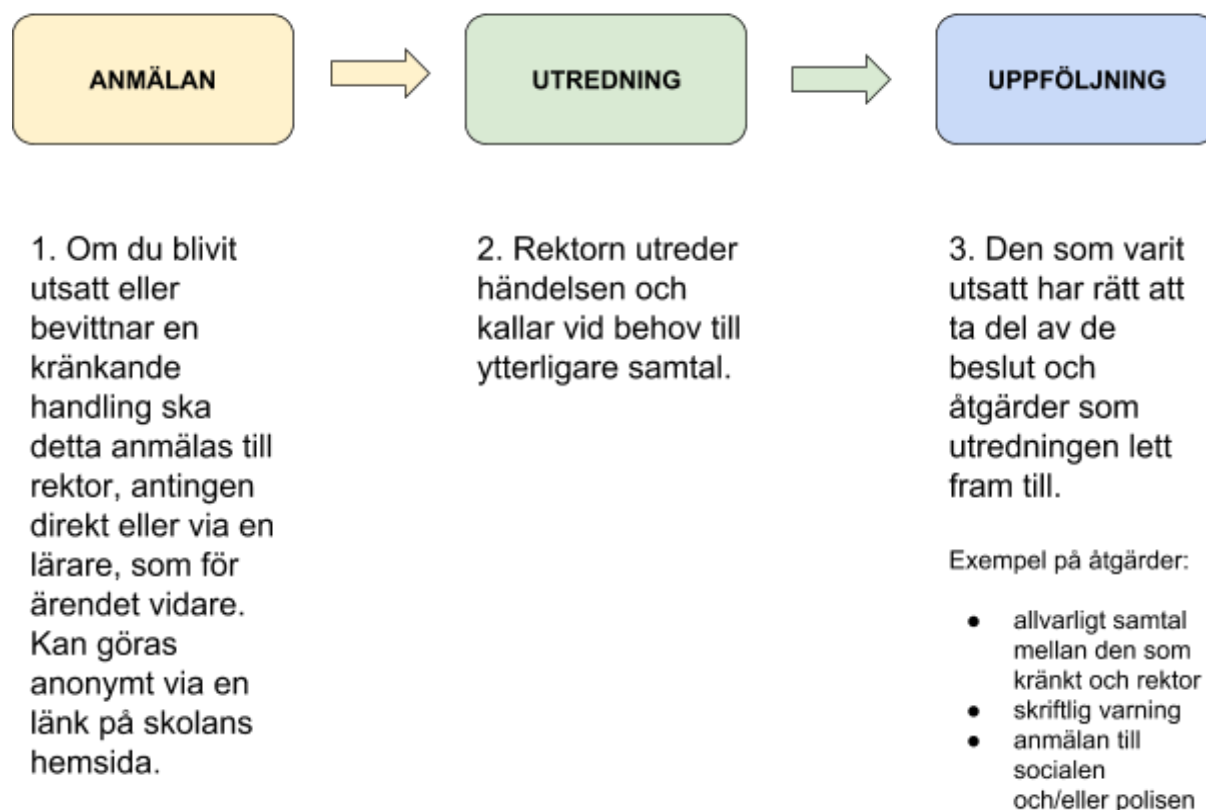 ANMÄLAN
UTREDNING
UPPFÖLJNING
1. Om du blivit
utsatt eller
bevittnar en
kränkande
handling ska
detta anmälas till
rektor, antingen
direkt eller via en
lärare, som för
ärendet vidare.
Kan göras
anonymt via en
länk på skolans
hemsida.
2. Rektorn utreder
händelsen och
kallar vid behov till
ytterligare samtal.
3. Den som varit
utsatt har rätt att
ta del av de
beslut och
åtgärder som
utredningen lett
fram till.
Exempel på åtgärder:
● allvarligt samtal
mellan den som
kränkt och rektor
● skriftlig varning
● anmälan till
socialen
och/eller polisen